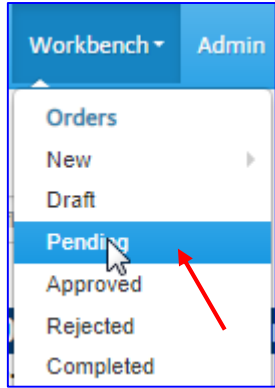 Workbench Admin
Orders
New
Draft
Pending
Approved
Rejected
Completed